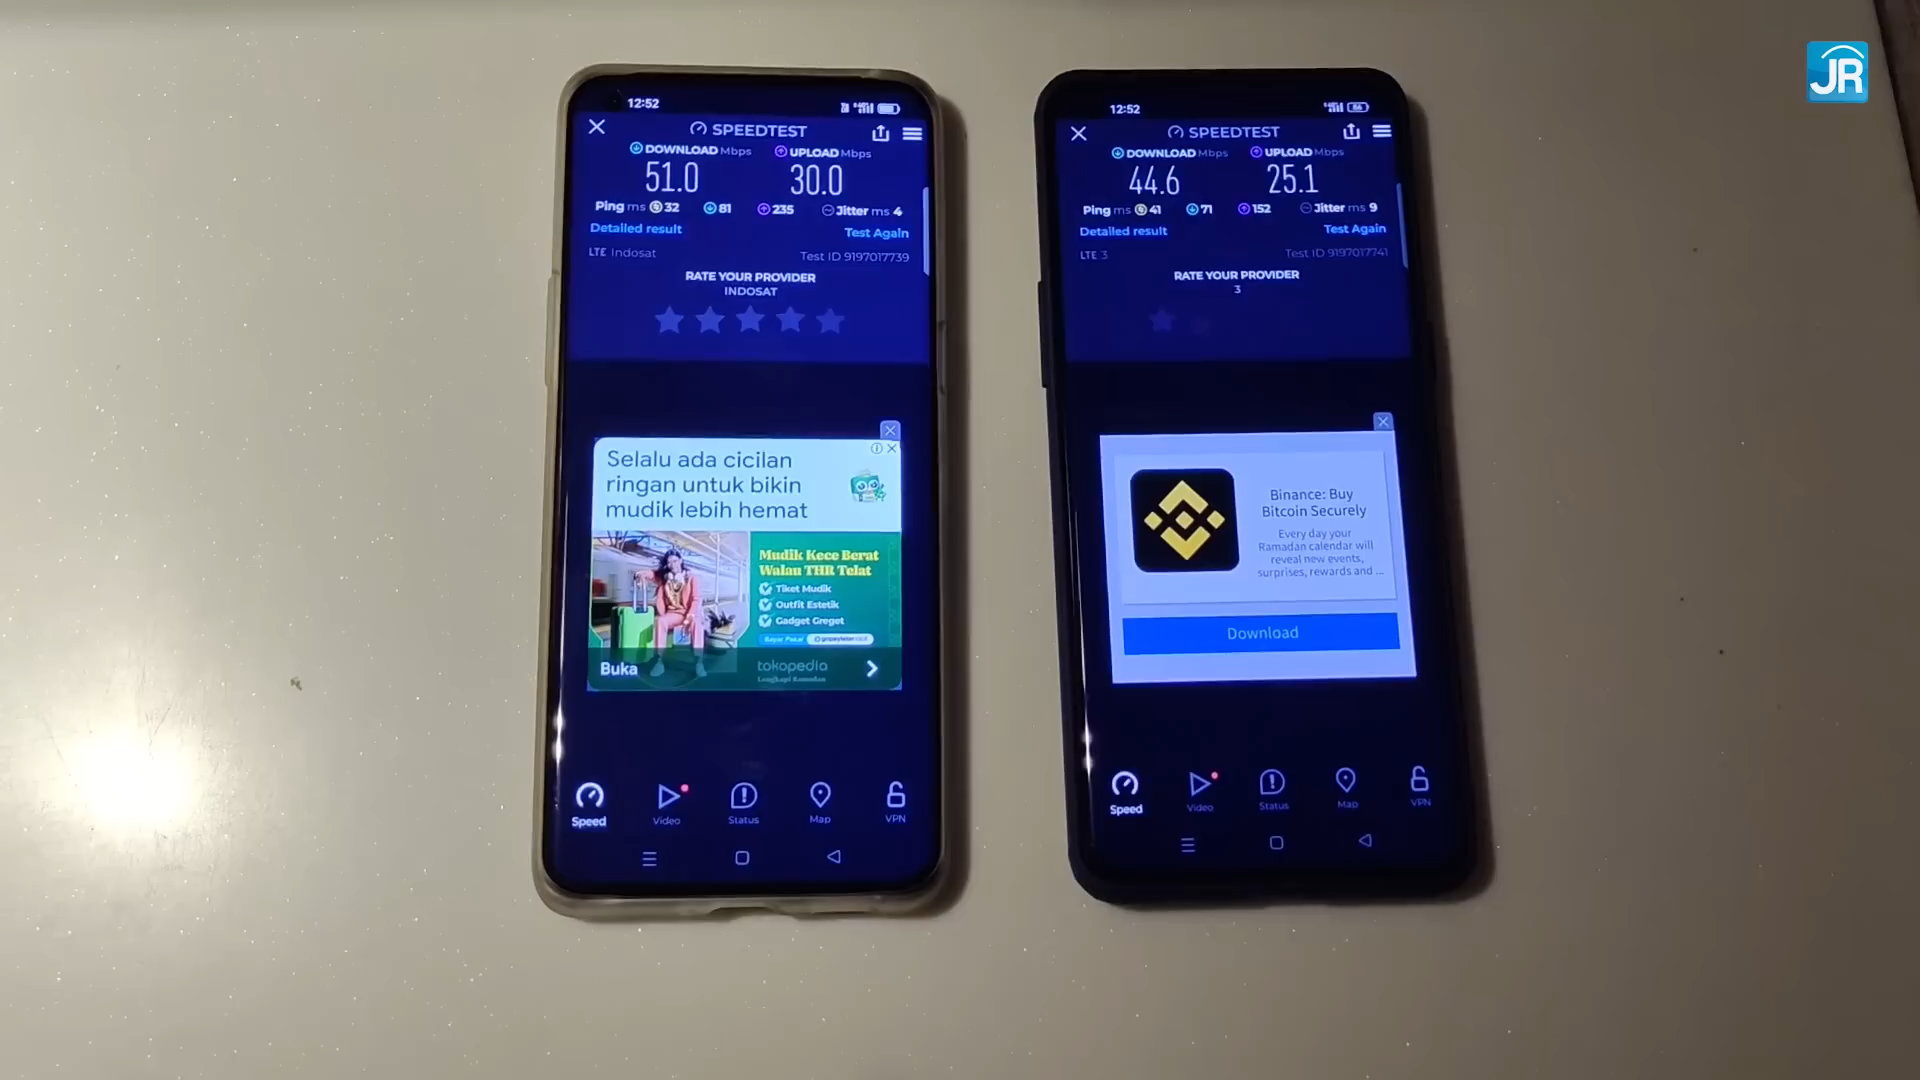 JR
12:52
SPEEDTEST
DOWNLOAD Mbps
UPLOAD Mbps
51.0
30.0
Ping ms 32
81
235
Jitter ms 4
Detailed result
Test Again
LTE Indosat
Test ID 9197017739
RATE YOUR PROVIDER
INDOSAT
Selalu ada cicilan
ringan untuk bikin
mudik lebih hemat
Mudik Kece Berat
Walau THR Telat
Tiket Mudik
Outfit Estetik
Gadget Greget
Bayar Pakai
Buka
tokopedia
Lengkapi Ramadan
Speed
Video
Status
Map
VPN
12:52
SPEEDTEST
DOWNLOAD Mbps
UPLOAD Mbps
44.6
25.1
Ping ms 41
71
152
Jitter ms 9
Detailed result
Test Again
LTE 3
Test ID 9197017741
RATE YOUR PROVIDER
3
Binance: Buy
Bitcoin Securely
Every day your
Ramadan calendar will
reveal new events,
surprises, rewards and ...
Download
Speed
Video
Status
Map
VPN